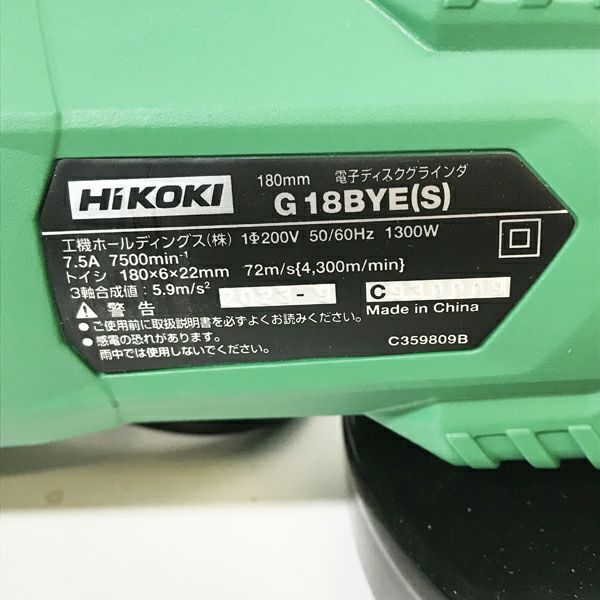 HiKOKI
180mm 電子ディスクグラインダ
G 18BYE(S)
工機ホールディングス(株) 1Φ200V 50/60Hz 1300W
7.5A 7500min⁻¹
トイシ 180×6×22mm 72m/s{4,300m/min}
3軸合成値：5.9m/s²
2023-9
C930009
⚠ 警告
Made in China
● ご使用前に取扱説明書を必ずよくお読みください。
● 感電の恐れがあります。
雨中では使用しないでください。
C359809B